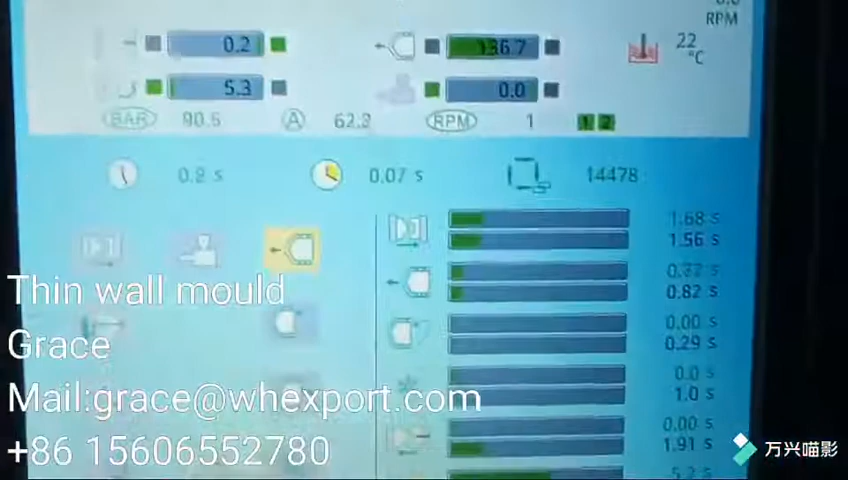 RPM
0.2
136.7
22 °C
5.3
0.0
BAR 90.5 A 62.3 RPM 1 1 2
0.2 s 0.07 s 14478
1.68 s
1.56 s
0.82 s
0.00 s
0.29 s
0.0 s
1.0 s
0.00 s
1.91 s
5.2 s
Thin wall mould
Grace
Mail:grace@whexport.com
+86 15606552780
万兴喵影